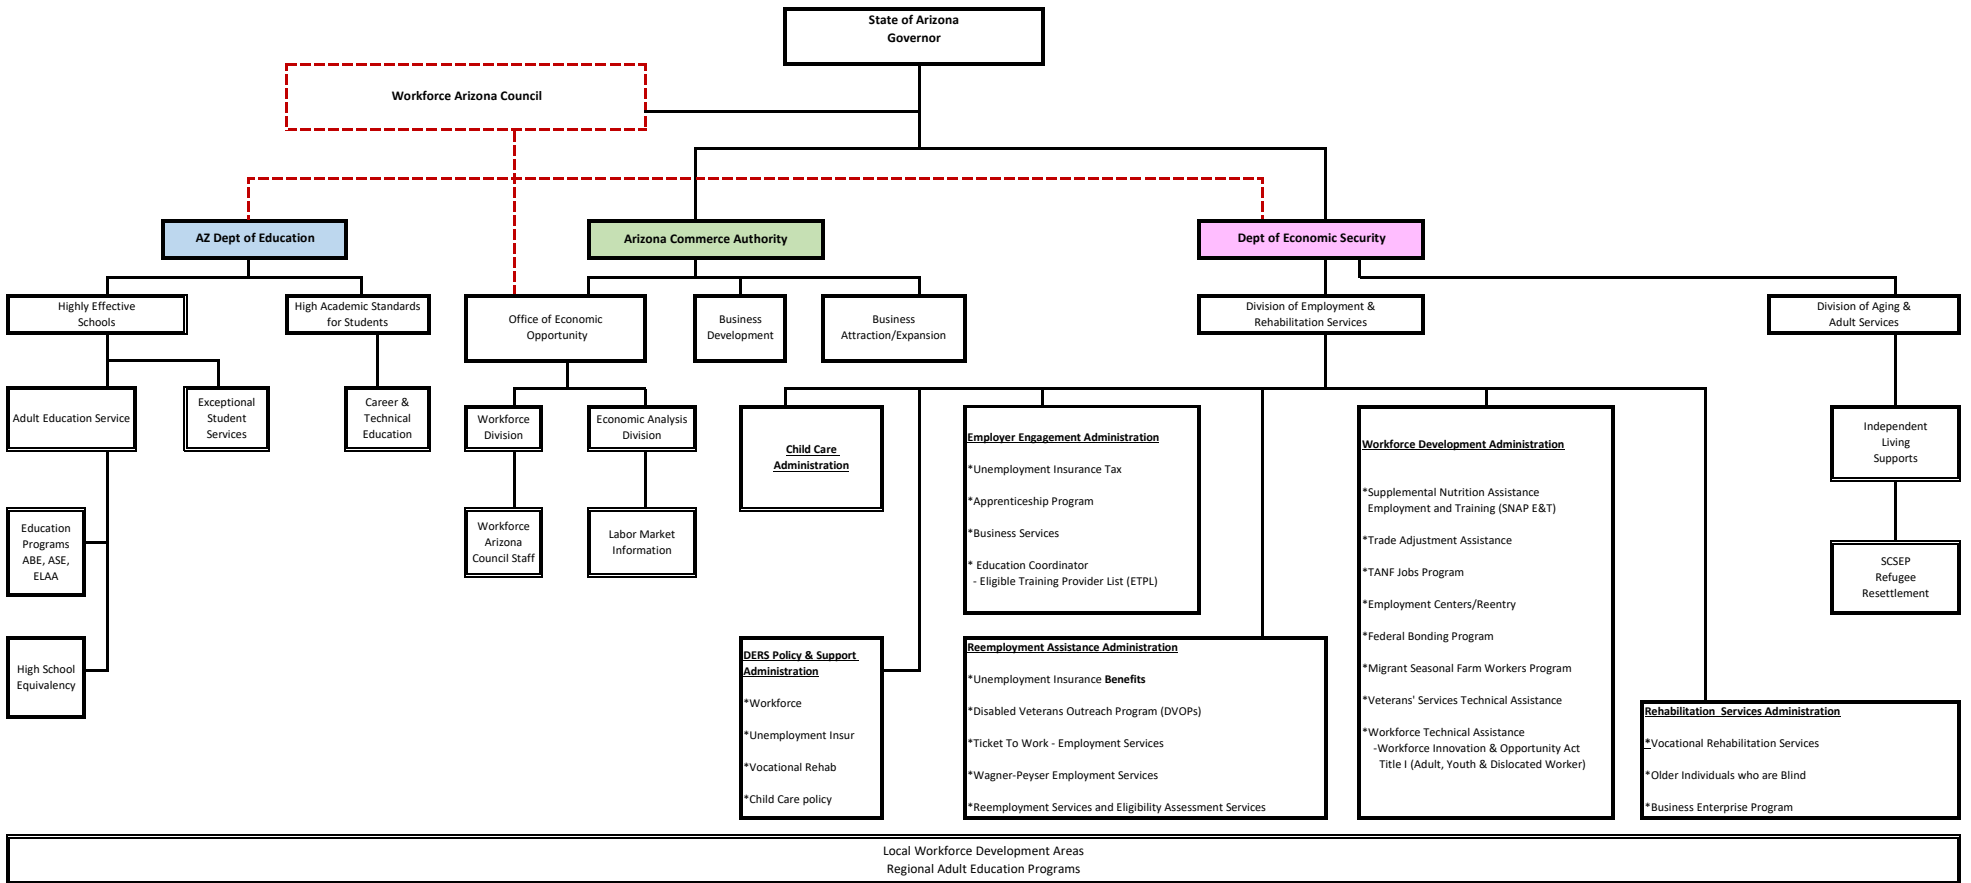 State of Arizona
Governor
Workforce Arizona Council
AZ Dept of Education
Arizona Commerce Authority
Dept of Economic Security
Highly Effective
Schools
High Academic Standards
for Students
Office of Economic
Opportunity
Business
Development
Business
Attraction/Expansion
Division of Employment &
Rehabilitation Services
Division of Aging &
Adult Services
Adult Education Service
Exceptional
Student
Services
Career &
Technical
Education
Workforce
Division
Economic Analysis
Division
Child Care
Administration
Employer Engagement Administration
*Unemployment Insurance Tax
*Apprenticeship Program
*Business Services
* Education Coordinator
- Eligible Training Provider List (ETPL)
Workforce Development Administration
*Supplemental Nutrition Assistance
Employment and Training (SNAP E&T)
*Trade Adjustment Assistance
*TANF Jobs Program
*Employment Centers/Reentry
*Federal Bonding Program
*Migrant Seasonal Farm Workers Program
*Veterans' Services Technical Assistance
*Workforce Technical Assistance
-Workforce Innovation & Opportunity Act
Title I (Adult, Youth & Dislocated Worker)
Independent
Living
Supports
Education
Programs
ABE, ASE,
ELAA
Workforce
Arizona
Council Staff
Labor Market
Information
SCSEP
Refugee
Resettlement
High School
Equivalency
DERS Policy & Support
Administration
*Workforce
*Unemployment Insur
*Vocational Rehab
*Child Care policy
Reemployment Assistance Administration
*Unemployment Insurance Benefits
*Disabled Veterans Outreach Program (DVOPs)
*Ticket To Work - Employment Services
*Wagner-Peyser Employment Services
*Reemployment Services and Eligibility Assessment Services
Rehabilitation Services Administration
*Vocational Rehabilitation Services
*Older Individuals who are Blind
*Business Enterprise Program
Local Workforce Development Areas
Regional Adult Education Programs